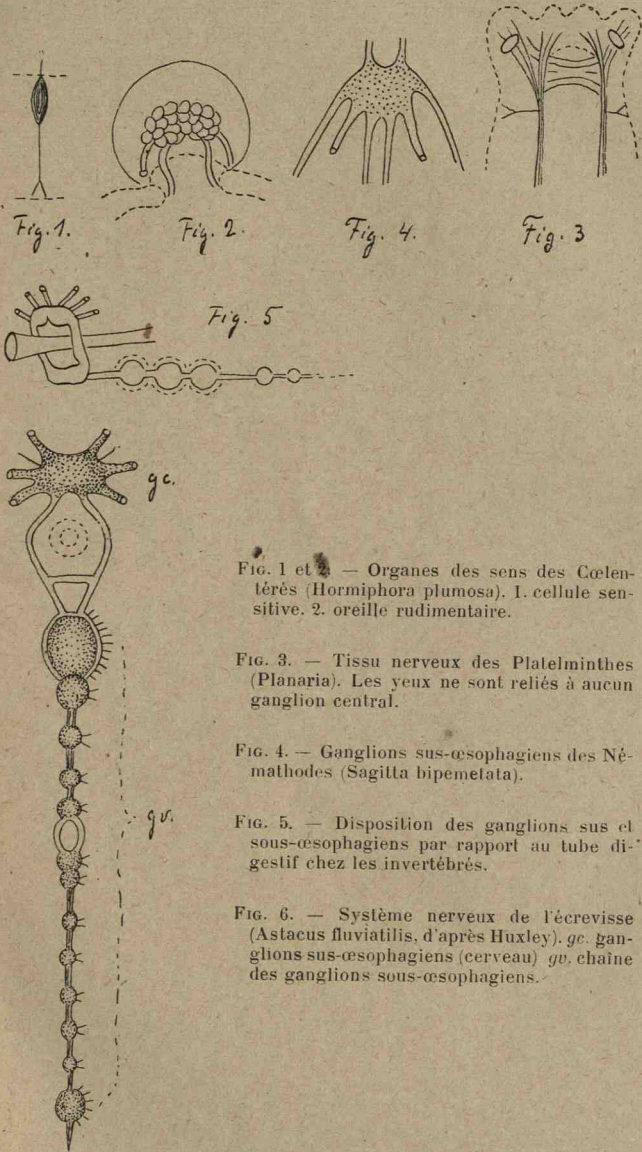 Fig. 1.
Fig. 2.
Fig. 4.
Fig. 3
Fig. 5
gc.
gv.
FIG. 1 et 2 — Organes des sens des Cœlen-
térés (Hormiphora plumosa). 1. cellule sen-
sitive. 2. oreille rudimentaire.
FIG. 3. — Tissu nerveux des Platelminthes
(Planaria). Les yeux ne sont reliés à aucun
ganglion central.
FIG. 4. — Ganglions sus-œsophagiens des Né-
mathodes (Sagitta bipemelata).
FIG. 5. — Disposition des ganglions sus et
sous-œsophagiens par rapport au tube di-
gestif chez les invertébrés.
FIG. 6. — Système nerveux de l'écrevisse
(Astacus fluviatilis, d'après Huxley). gc. gan-
glions sus-œsophagiens (cerveau) gv. chaîne
des ganglions sous-œsophagiens.